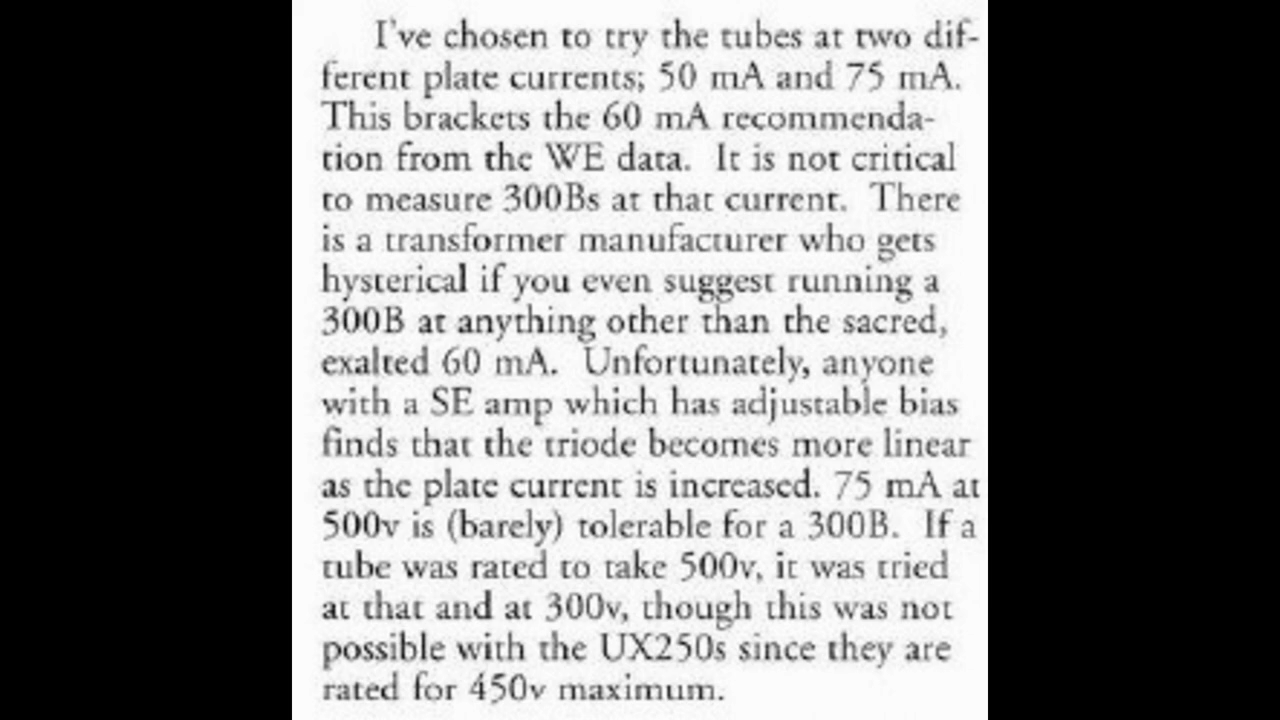 I've chosen to try the tubes at two dif-
ferent plate currents; 50 mA and 75 mA.
This brackets the 60 mA recommenda-
tion from the WE data.  It is not critical
to measure 300Bs at that current.  There
is a transformer manufacturer who gets
hysterical if you even suggest running a
300B at anything other than the sacred,
exalted 60 mA.  Unfortunately, anyone
with a SE amp which has adjustable bias
finds that the triode becomes more linear
as the plate current is increased. 75 mA at
500v is (barely) tolerable for a 300B.  If a
tube was rated to take 500v, it was tried
at that and at 300v, though this was not
possible with the UX250s since they are
rated for 450v maximum.